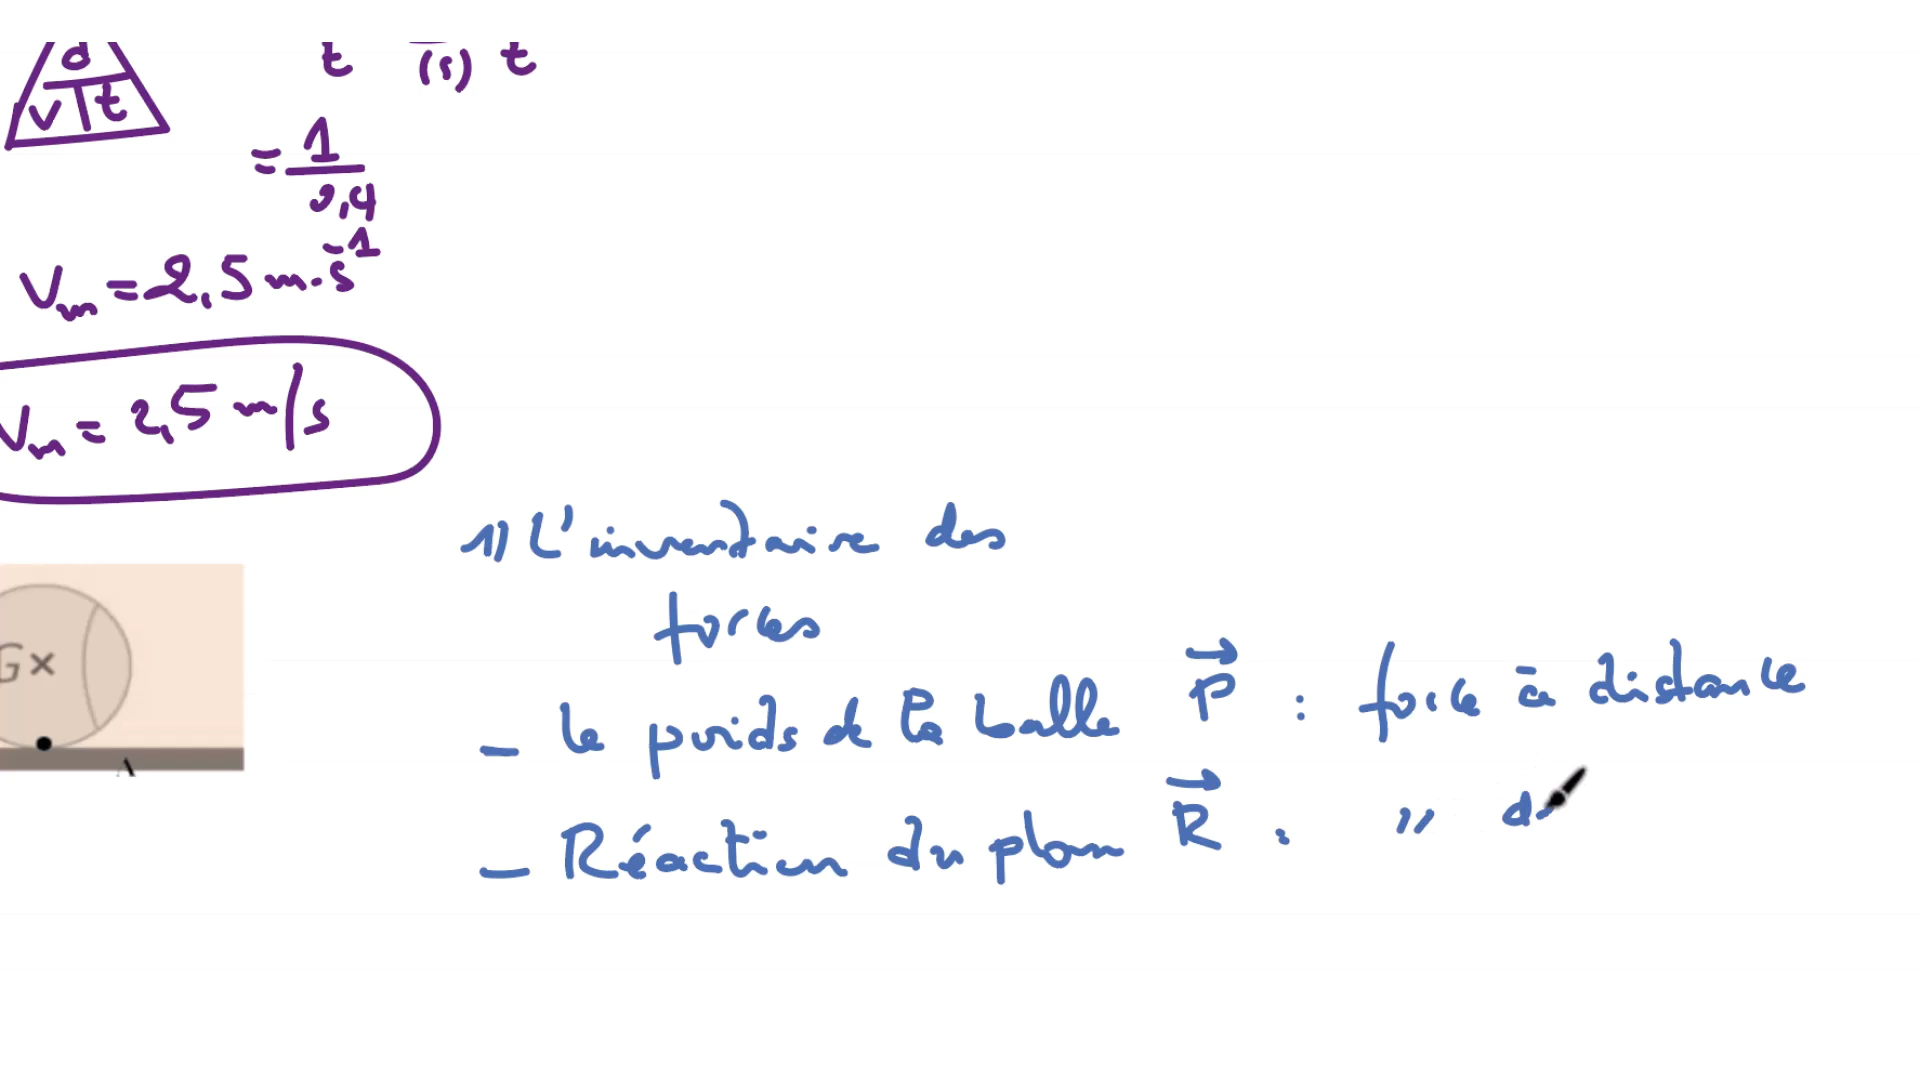 d
v t
t (s) t
= 1
0,4
Vm = 2,5 m.s-1
Vm = 2,5 m/s
G×
A
1) L'inventaire des
forces
- le poids de la balle P : force à distance
- Réaction du plan R : " de